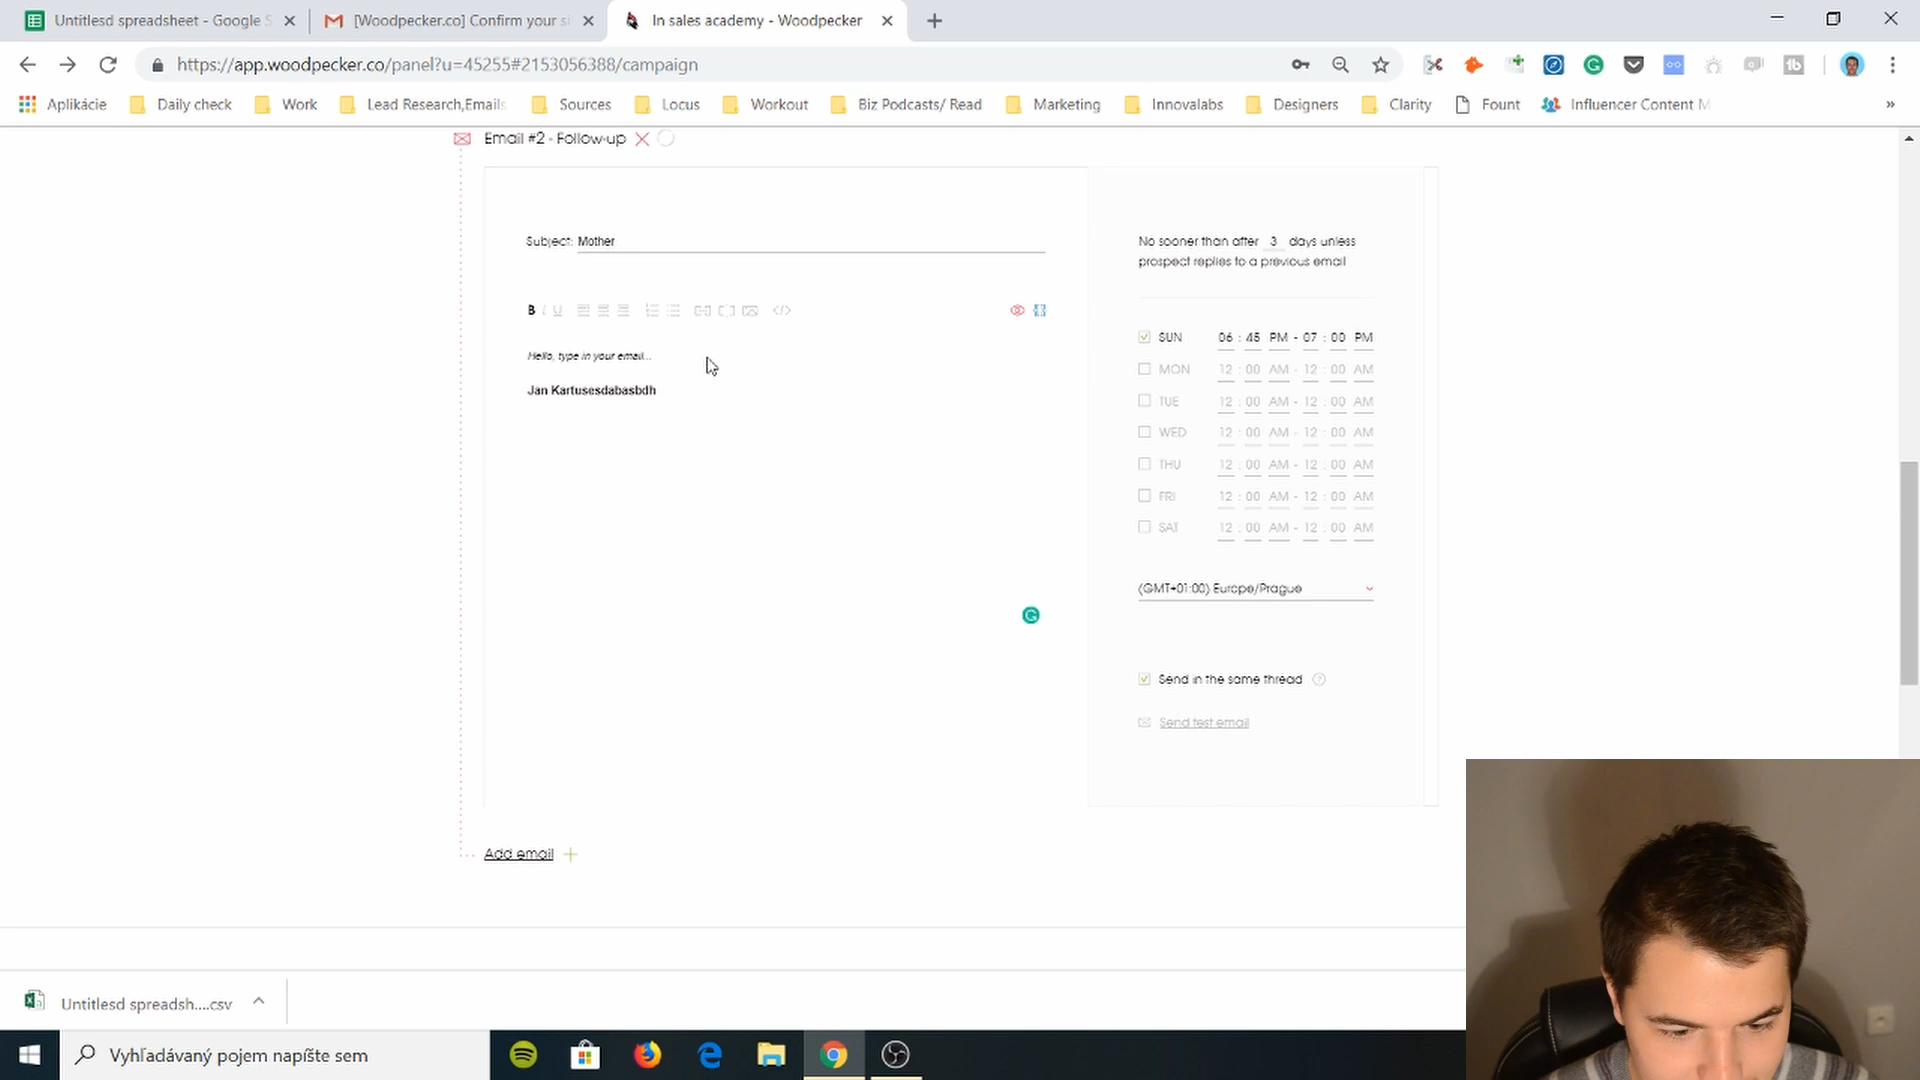 Untitlesd spreadsheet - Google S
[Woodpecker.co] Confirm your si
In sales academy - Woodpecker
https://app.woodpecker.co/panel?u=45255#2153056388/campaign
Aplikácie
Daily check
Work
Lead Research,Emails
Sources
Locus
Workout
Biz Podcasts/ Read
Marketing
Innovalabs
Designers
Clarity
Fount
Influencer Content M
»
Email #2 - Follow-up
Subject: Mother
No sooner than after 3 days unless
prospect replies to a previous email
B I U
SUN 06 : 45 PM - 07 : 00 PM
MON 12 : 00 AM - 12 : 00 AM
TUE 12 : 00 AM - 12 : 00 AM
WED 12 : 00 AM - 12 : 00 AM
THU 12 : 00 AM - 12 : 00 AM
FRI 12 : 00 AM - 12 : 00 AM
SAT 12 : 00 AM - 12 : 00 AM
Hello, type in your email...
Jan Kartusesdabasbdh
(GMT+01:00) Europe/Prague
Send in the same thread ?
Send test email
Add email +
Untitlesd spreadsh....csv
Vyhľadávaný pojem napíšte sem